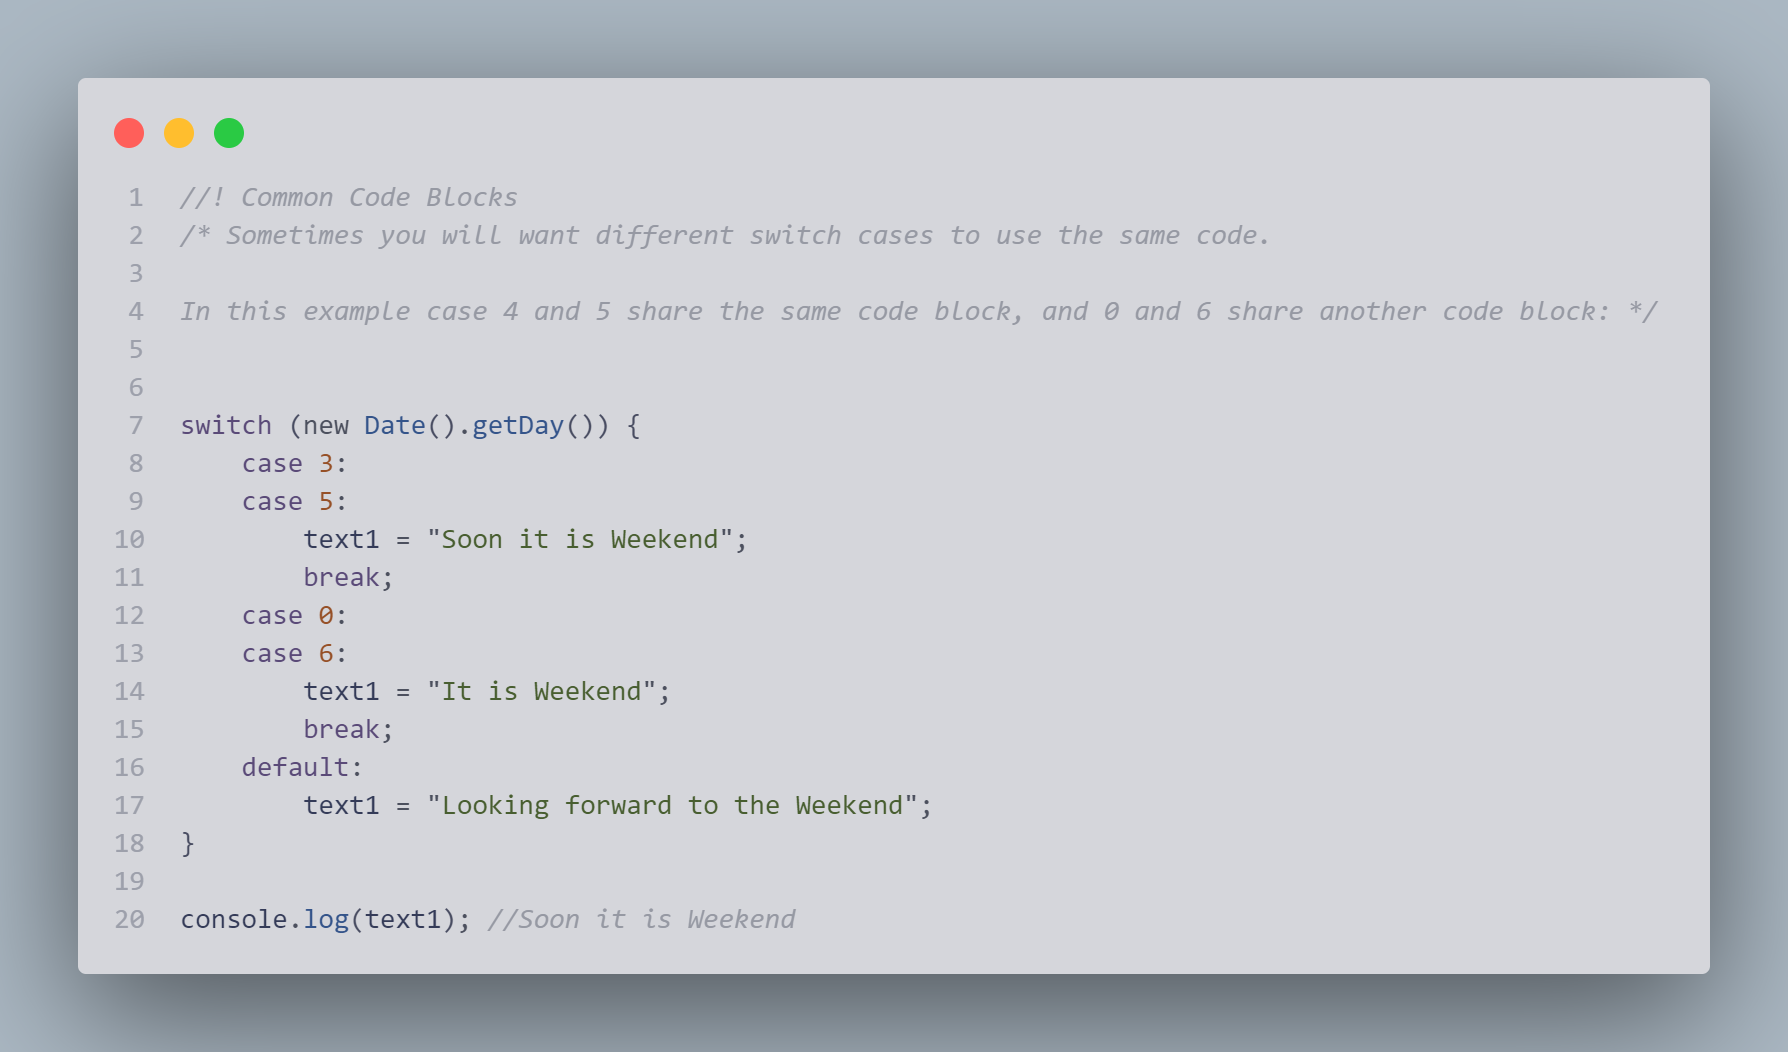 1 //! Common Code Blocks
2 /* Sometimes you will want different switch cases to use the same code.
3
4 In this example case 4 and 5 share the same code block, and 0 and 6 share another code block: */
5
6
7 switch (new Date().getDay()) {
8     case 3:
9     case 5:
10         text1 = "Soon it is Weekend";
11         break;
12     case 0:
13     case 6:
14         text1 = "It is Weekend";
15         break;
16     default:
17         text1 = "Looking forward to the Weekend";
18 }
19
20 console.log(text1); //Soon it is Weekend